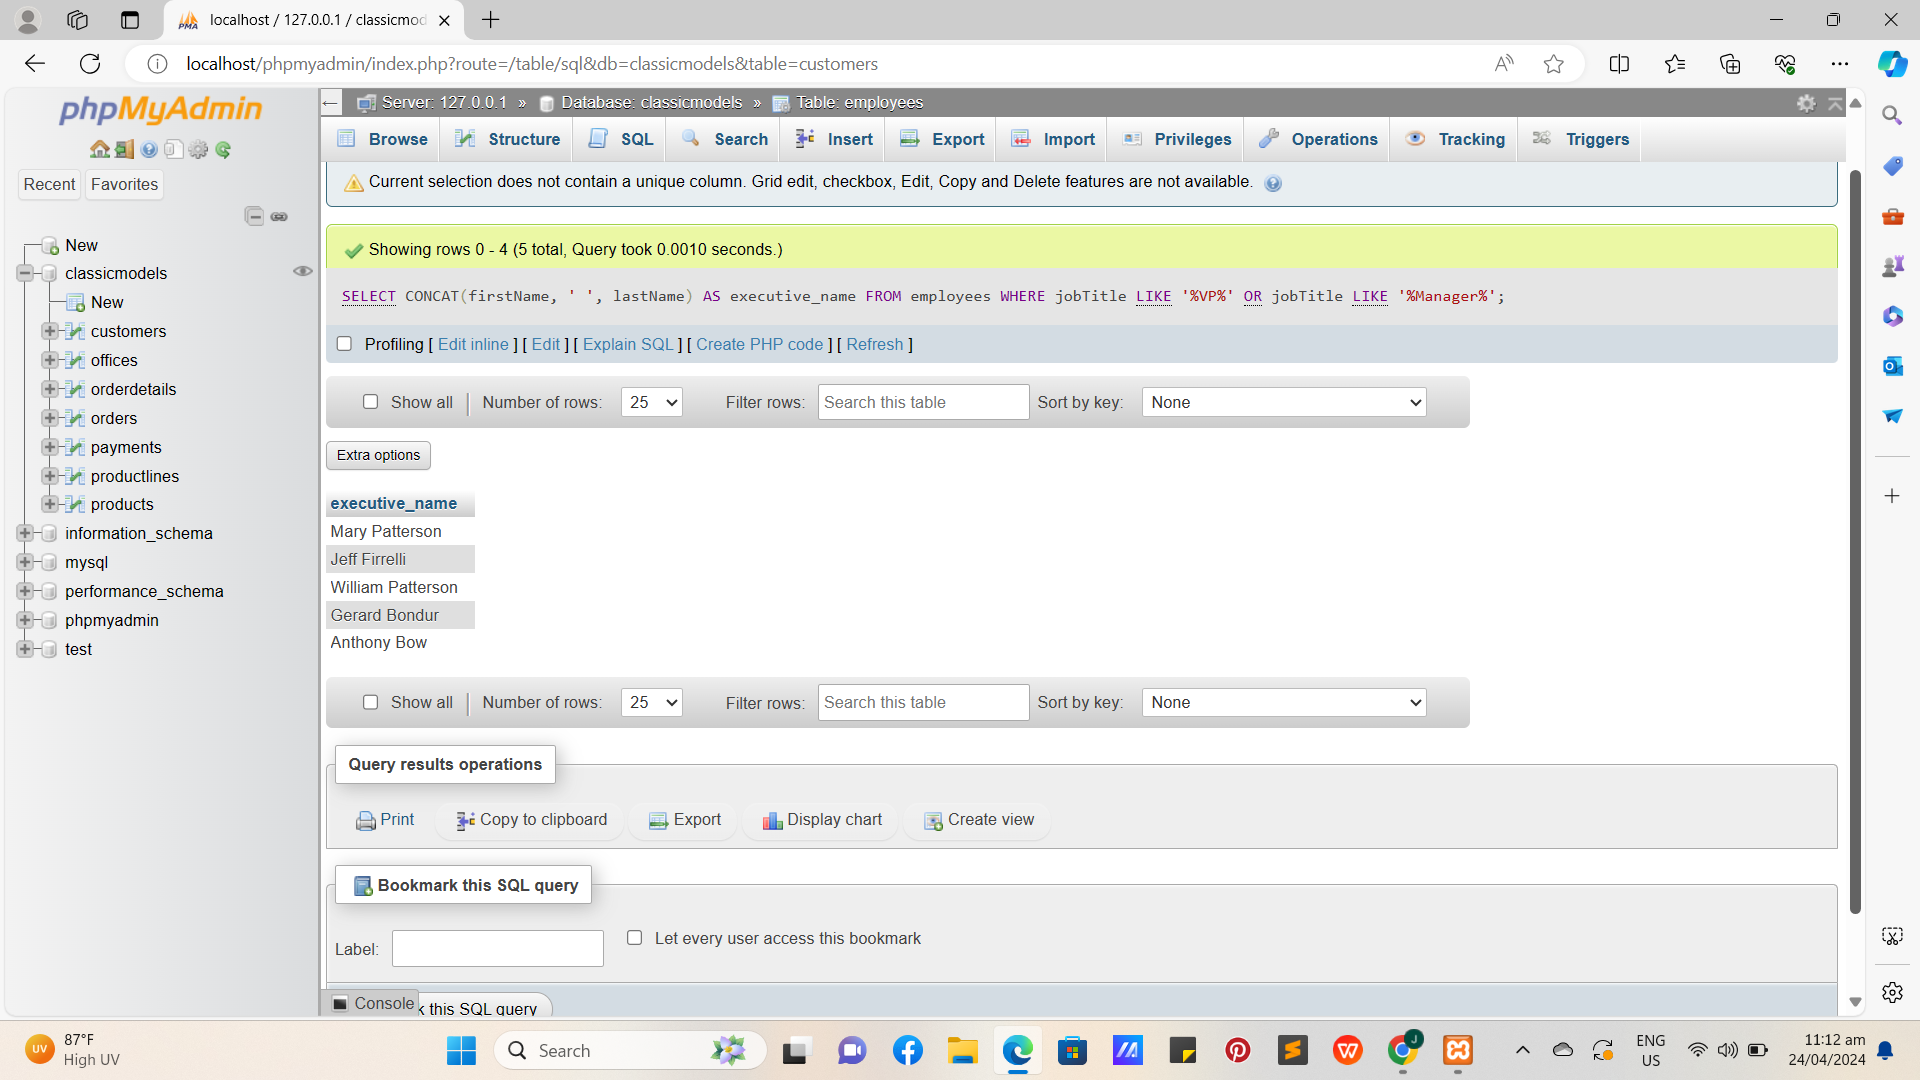 localhost / 127.0.0.1 / classicmod
localhost/phpmyadmin/index.php?route=/table/sql&db=classicmodels&table=customers
phpMyAdmin
Recent
Favorites
New
classicmodels
New
customers
offices
orderdetails
orders
payments
productlines
products
information_schema
mysql
performance_schema
phpmyadmin
test
Server: 127.0.0.1 » Database: classicmodels » Table: employees
Browse
Structure
SQL
Search
Insert
Export
Import
Privileges
Operations
Tracking
Triggers
Current selection does not contain a unique column. Grid edit, checkbox, Edit, Copy and Delete features are not available.
Showing rows 0 - 4 (5 total, Query took 0.0010 seconds.)
SELECT CONCAT(firstName, ' ', lastName) AS executive_name FROM employees WHERE jobTitle LIKE '%VP%' OR jobTitle LIKE '%Manager%';
Profiling [ Edit inline ] [ Edit ] [ Explain SQL ] [ Create PHP code ] [ Refresh ]
Show all | Number of rows: 25 Filter rows: Search this table Sort by key: None
Extra options
executive_name
Mary Patterson
Jeff Firrelli
William Patterson
Gerard Bondur
Anthony Bow
Show all | Number of rows: 25 Filter rows: Search this table Sort by key: None
Query results operations
Print
Copy to clipboard
Export
Display chart
Create view
Bookmark this SQL query
Label:
Let every user access this bookmark
Console
k this SQL query
UV
87°F
High UV
Search
J
ENG
US
11:12 am
24/04/2024